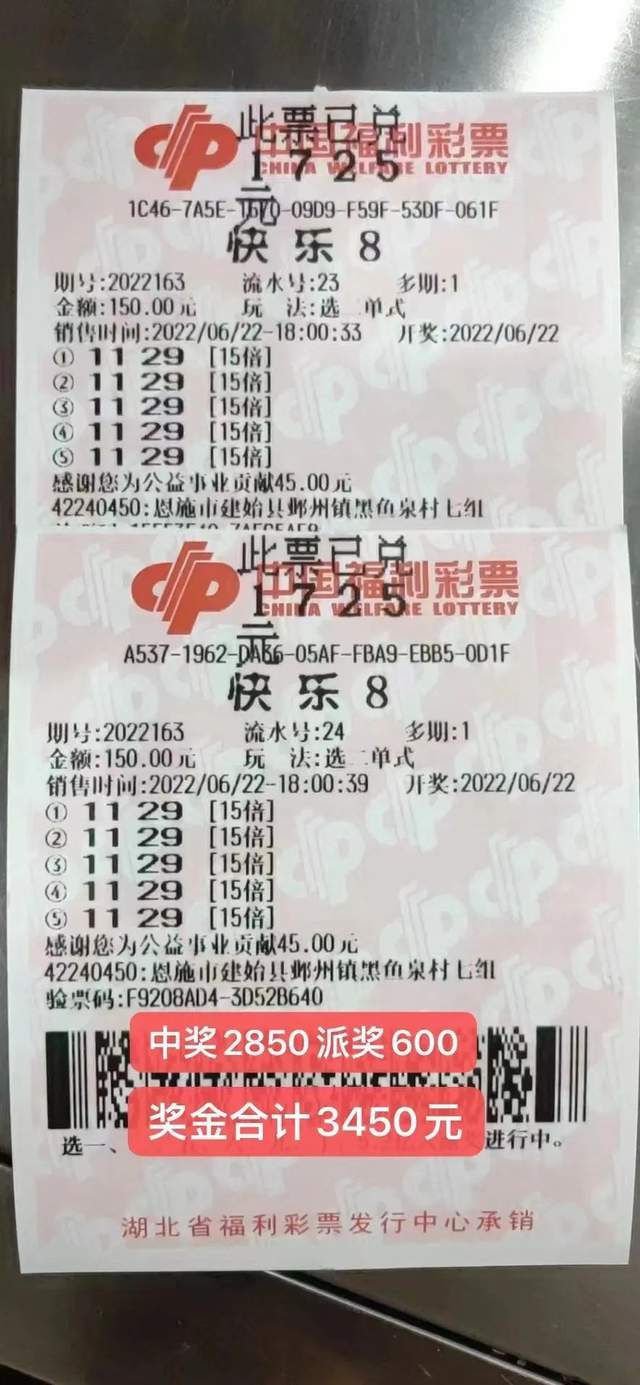 此票已兑
中国福利彩票
1725
CHINA WELFARE LOTTERY
元
快乐8
期号:2022163 流水号:23 多期:1
金额:150.00元 玩 法:选二单式
销售时间:2022/06/22-18:00:33 开奖:2022/06/22
① 11 29 [15倍]
② 11 29 [15倍]
③ 11 29 [15倍]
④ 11 29 [15倍]
⑤ 11 29 [15倍]
感谢您为公益事业贡献45.00元
42240450:恩施市建始县邺州镇黑鱼泉村七组
此票已兑
中国福利彩票
1725
CHINA WELFARE LOTTERY
元
A537-1962-DA66-05AF-FBA9-EBB5-0D1F
快乐8
期号:2022163 流水号:24 多期:1
金额:150.00元 玩 法:选二单式
销售时间:2022/06/22-18:00:39 开奖:2022/06/22
① 11 29 [15倍]
② 11 29 [15倍]
③ 11 29 [15倍]
④ 11 29 [15倍]
⑤ 11 29 [15倍]
感谢您为公益事业贡献45.00元
42240450:恩施市建始县邺州镇黑鱼泉村七组
验票码:F9208AD4-3D52B640
中奖2850派奖600
奖金合计3450元
选一、 进行中。
湖北省福利彩票发行中心承销